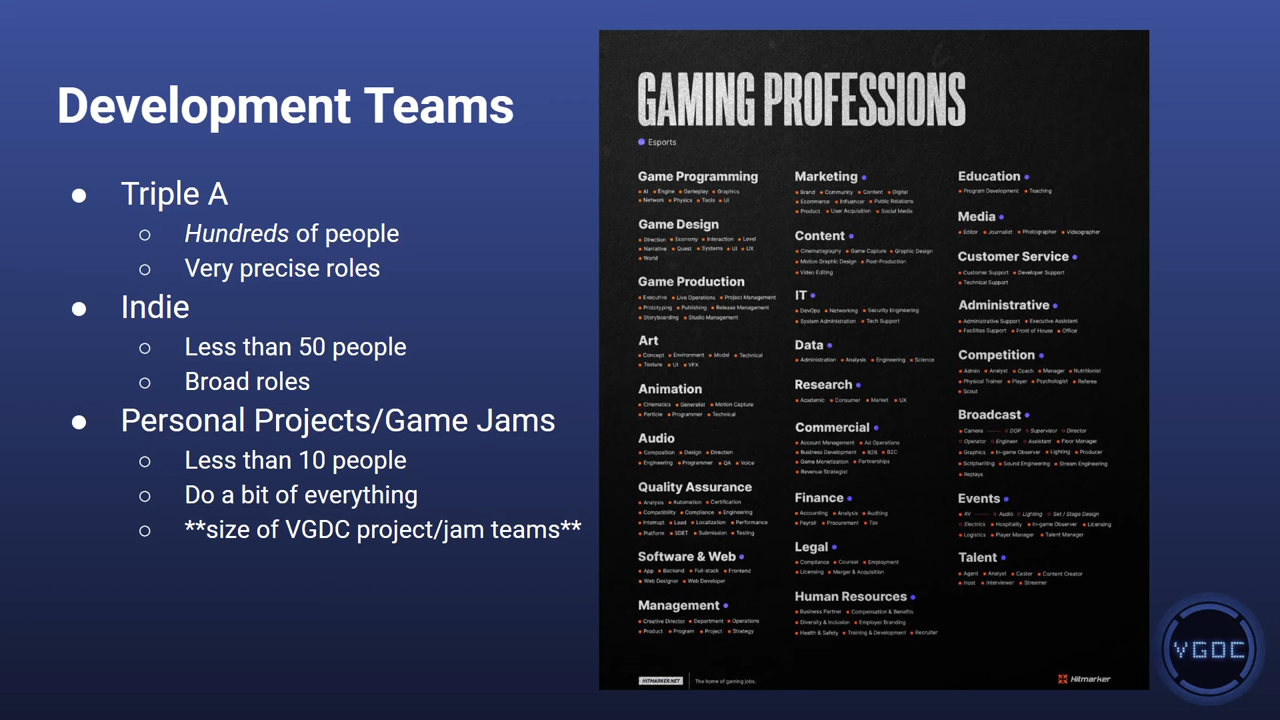 Development Teams
● Triple A
○ Hundreds of people
○ Very precise roles
● Indie
○ Less than 50 people
○ Broad roles
● Personal Projects/Game Jams
○ Less than 10 people
○ Do a bit of everything
○ **size of VGDC project/jam teams**
GAMING PROFESSIONS
Esports
Game Programming
AI Engine Gameplay Graphics
Network Physics Tools UI
Game Design
Direction Economy Interaction Level
Narrative Quest Systems UI UX
World
Game Production
Executive Live Operations Project Management
Prototyping Publishing Release Management
Storyboarding Studio Management
Art
Concept Environment Model Technical
Texture UI VFX
Animation
Cinematics Generalist Motion Capture
Particle Programmer Technical
Audio
Composition Design Direction
Engineering Programmer QA Voice
Quality Assurance
Analysis Automation Certification
Compatibility Compliance Engineering
Interrupt Lead Localization Performance
Platform SDET Submission Testing
Software & Web
App Backend Full-stack Frontend
Web Designer Web Developer
Management
Creative Director Department Operations
Product Program Project Strategy
Marketing
Brand Community Content Digital
Ecommerce Influencer Public Relations
Product User Acquisition Social Media
Content
Cinematography Game Capture Graphic Design
Motion Graphic Design Post-Production
Video Editing
IT
DevOps Networking Security Engineering
System Administration Tech Support
Data
Administration Analysis Engineering Science
Research
Academic Consumer Market UX
Commercial
Account Management Ad Operations
Business Development B2B B2C
Game Monetization Partnerships
Revenue Strategist
Finance
Accounting Analysis Auditing
Payroll Procurement Tax
Legal
Compliance Counsel Employment
Licensing Merger & Acquisition
Human Resources
Business Partner Compensation & Benefits
Diversity & Inclusion Employer Branding
Health & Safety Training & Development Recruiter
Education
Program Development Teaching
Media
Editor Journalist Photographer Videographer
Customer Service
Customer Support Developer Support
Technical Support
Administrative
Administrative Support Executive Assistant
Facilities Support Front of House Office
Competition
Admin Analyst Coach Manager Nutritionist
Physical Trainer Player Psychologist Referee
Scout
Broadcast
Camera DOP Supervisor Director
Operator Engineer Assistant Floor Manager
Graphics In-game Observer Lighting Producer
Scriptwriting Sound Engineering Stream Engineering
Replays
Events
AV Audio Lighting Set / Stage Design
Electrics Hospitality In-game Observer Licensing
Logistics Player Manager Talent Manager
Talent
Agent Analyst Caster Content Creator
Host Interviewer Streamer
HITMARKER.NET The home of gaming jobs.
Hitmarker
VGDC